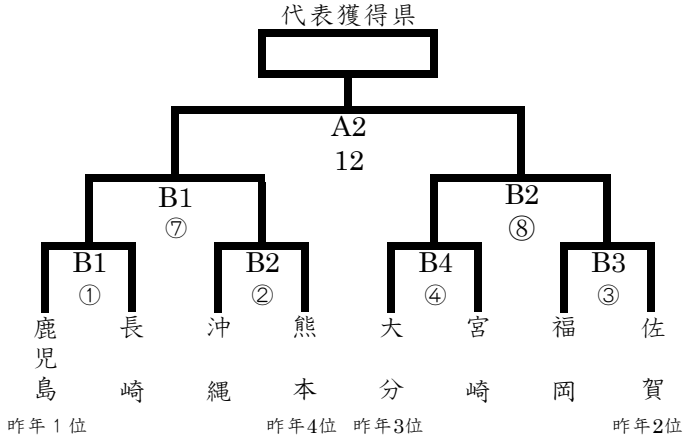 代表獲得県
A2
12
B1
⑦
B2
⑧
B1
①
B2
②
B4
④
B3
③
鹿児島
長崎
沖縄
熊本
大分
宮崎
福岡
佐賀
昨年1位
昨年4位
昨年3位
昨年2位